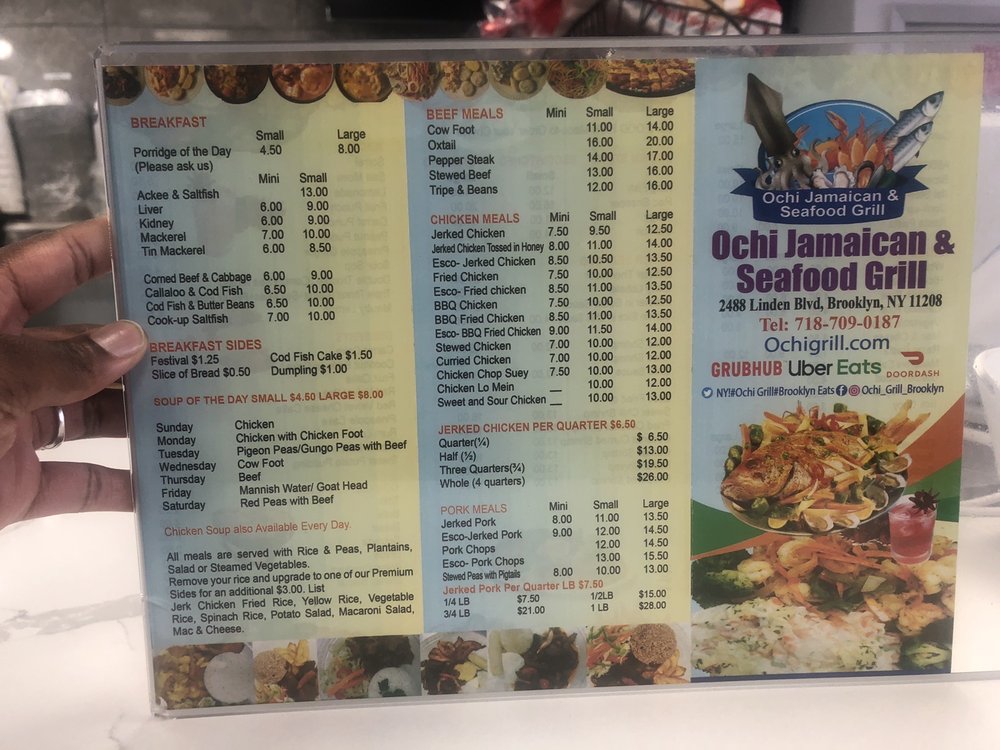 BREAKFAST
Small Large
Porridge of the Day 4.50 8.00
(Please ask us)
Mini Small
Ackee & Saltfish 13.00
Liver 6.00 9.00
Kidney 6.00 9.00
Mackerel 7.00 10.00
Tin Mackerel 6.00 8.50
Corned Beef & Cabbage 6.00 9.00
Callaloo & Cod Fish 6.50 10.00
Cod Fish & Butter Beans 6.50 10.00
Cook-up Saltfish 7.00 10.00
BREAKFAST SIDES
Festival $1.25 Cod Fish Cake $1.50
Slice of Bread $0.50 Dumpling $1.00
SOUP OF THE DAY SMALL $4.50 LARGE $8.00
Sunday Chicken
Monday Chicken with Chicken Foot
Tuesday Pigeon Peas/Gungo Peas with Beef
Wednesday Cow Foot
Thursday Beef
Friday Mannish Water/ Goat Head
Saturday Red Peas with Beef
Chicken Soup also Available Every Day.
All meals are served with Rice & Peas, Plantains,
Salad or Steamed Vegetables.
Remove your rice and upgrade to one of our Premium
Sides for an additional $3.00. List
Jerk Chicken Fried Rice, Yellow Rice, Vegetable
Rice, Spinach Rice, Potato Salad, Macaroni Salad,
Mac & Cheese.
BEEF MEALS Mini Small Large
Cow Foot 11.00 14.00
Oxtail 16.00 20.00
Pepper Steak 14.00 17.00
Stewed Beef 13.00 16.00
Tripe & Beans 12.00 16.00
CHICKEN MEALS Mini Small Large
Jerked Chicken 7.50 9.50 12.50
Jerked Chicken Tossed in Honey 8.00 11.00 14.00
Esco- Jerked Chicken 8.50 10.50 13.50
Fried Chicken 7.50 10.00 12.50
Esco- Fried chicken 8.50 11.00 13.50
BBQ Chicken 7.50 10.00 12.50
BBQ Fried Chicken 8.50 11.00 13.50
Esco- BBQ Fried Chicken 9.00 11.50 14.00
Stewed Chicken 7.00 10.00 12.00
Curried Chicken 7.00 10.00 12.00
Chicken Chop Suey 7.50 10.00 13.00
Chicken Lo Mein __ 10.00 12.00
Sweet and Sour Chicken __ 10.00 13.00
JERKED CHICKEN PER QUARTER $6.50
Quarter(¼) $ 6.50
Half (½) $13.00
Three Quarters(¾) $19.50
Whole (4 quarters) $26.00
PORK MEALS Mini Small Large
Jerked Pork 8.00 11.00 13.50
Esco-Jerked Pork 9.00 12.00 14.50
Pork Chops 12.00 14.50
Esco- Pork Chops 13.00 15.50
Stewed Peas with Pigtails 8.00 10.00 13.00
Jerked Pork Per Quarter LB $7.50
1/4 LB $7.50 1/2LB $15.00
3/4 LB $21.00 1 LB $28.00
Ochi Jamaican &
Seafood Grill
Ochi Jamaican &
Seafood Grill
2488 Linden Blvd, Brooklyn, NY 11208
Tel: 718-709-0187
Ochigrill.com
GRUBHUB Uber Eats DOORDASH
NY!#Ochi Grill#Brooklyn Eats Ochi_Grill_Brooklyn